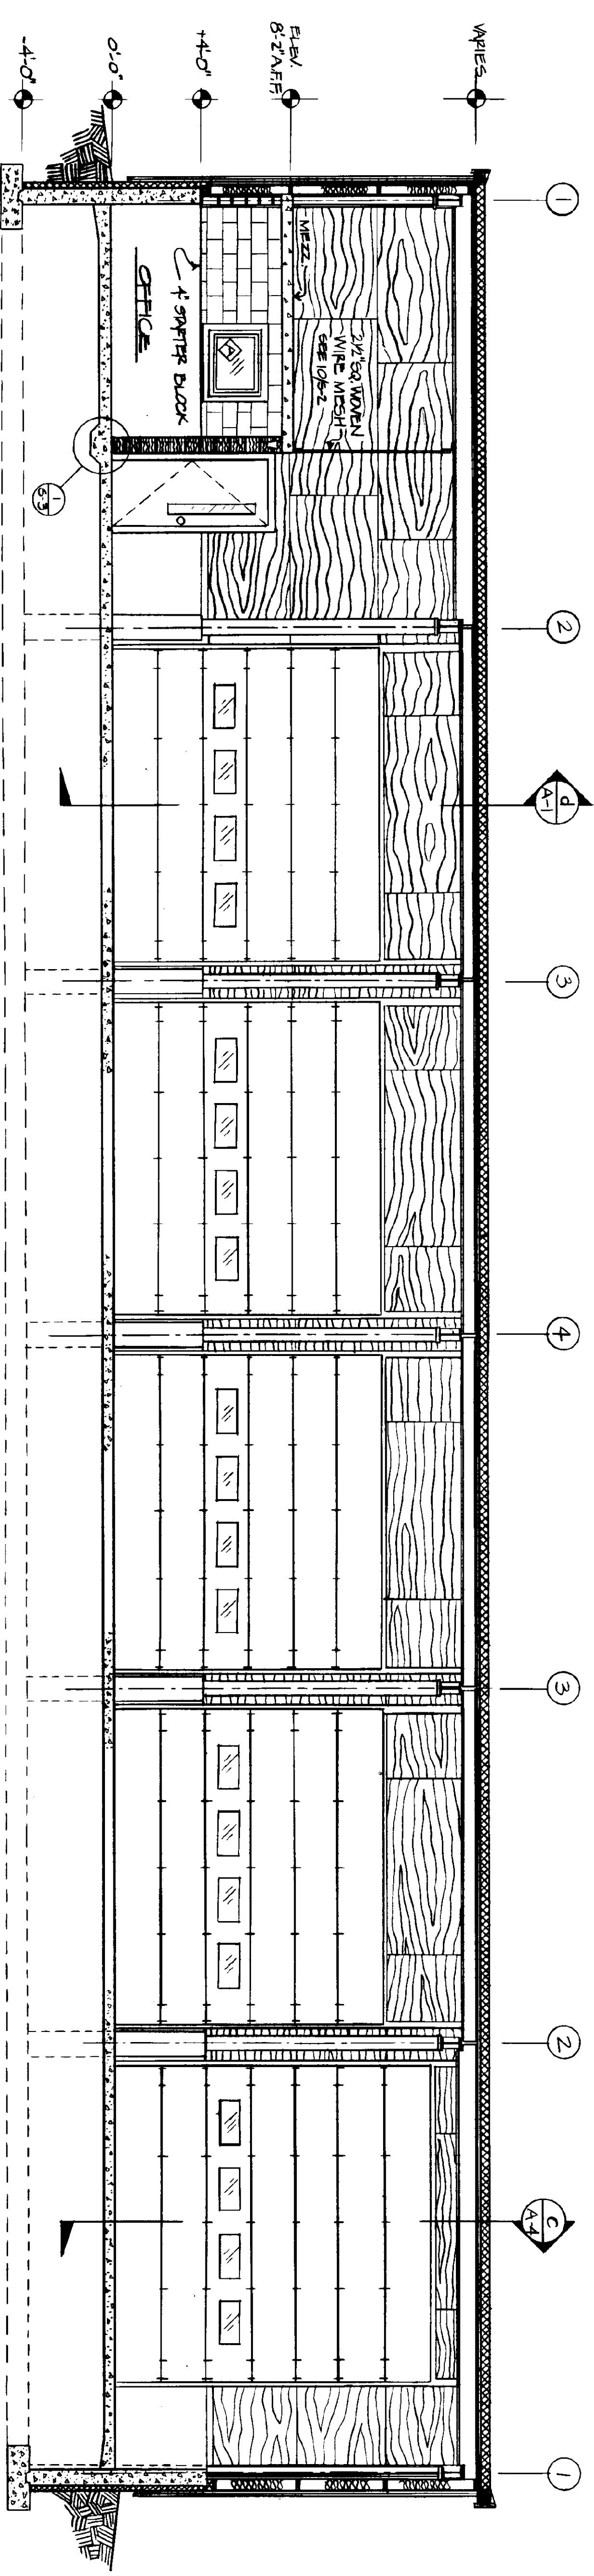 VARIES
ELEV.
8'-2" A.F.F.
+4'-0"
0'-0"
-4'-0"
1
2
d
A-1
3
4
3
2
c
A-4
1
MEZZ.
2 1/2" SQ. WOVEN
WIRE MESH
SEE 10/S-2
4" STARTER BLOCK
OFFICE
A
1
S-3